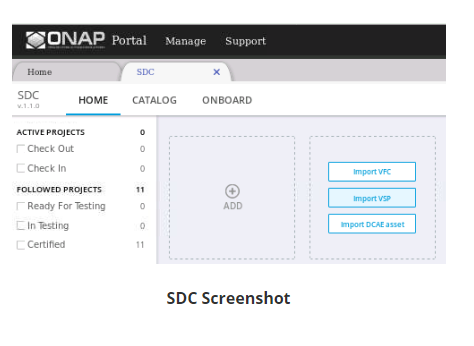 ONAP Portal Manage Support
Home SDC ×
SDC
v.1.1.0
HOME CATALOG ONBOARD
ACTIVE PROJECTS 0
Check Out 0
Check In 0
FOLLOWED PROJECTS 11
Ready For Testing 0
In Testing 0
Certified 11
ADD
Import VFC
Import VSP
Import DCAE asset
SDC Screenshot